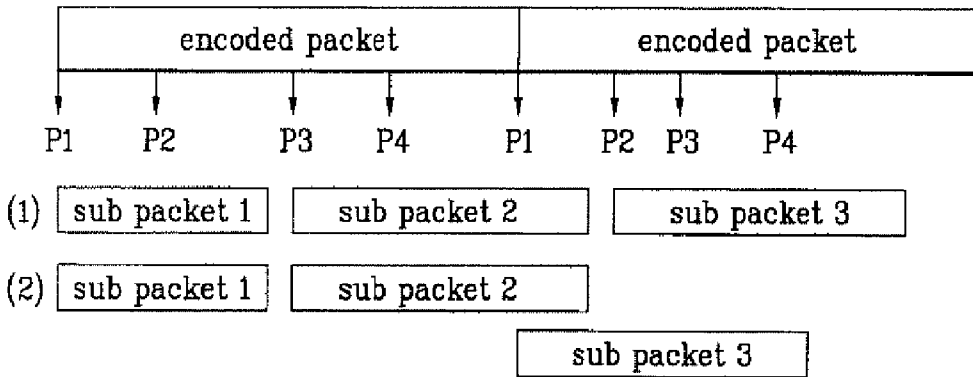 encoded packet encoded packet
P1 P2 P3 P4 P1 P2 P3 P4
(1) sub packet 1 sub packet 2 sub packet 3
(2) sub packet 1 sub packet 2
sub packet 3